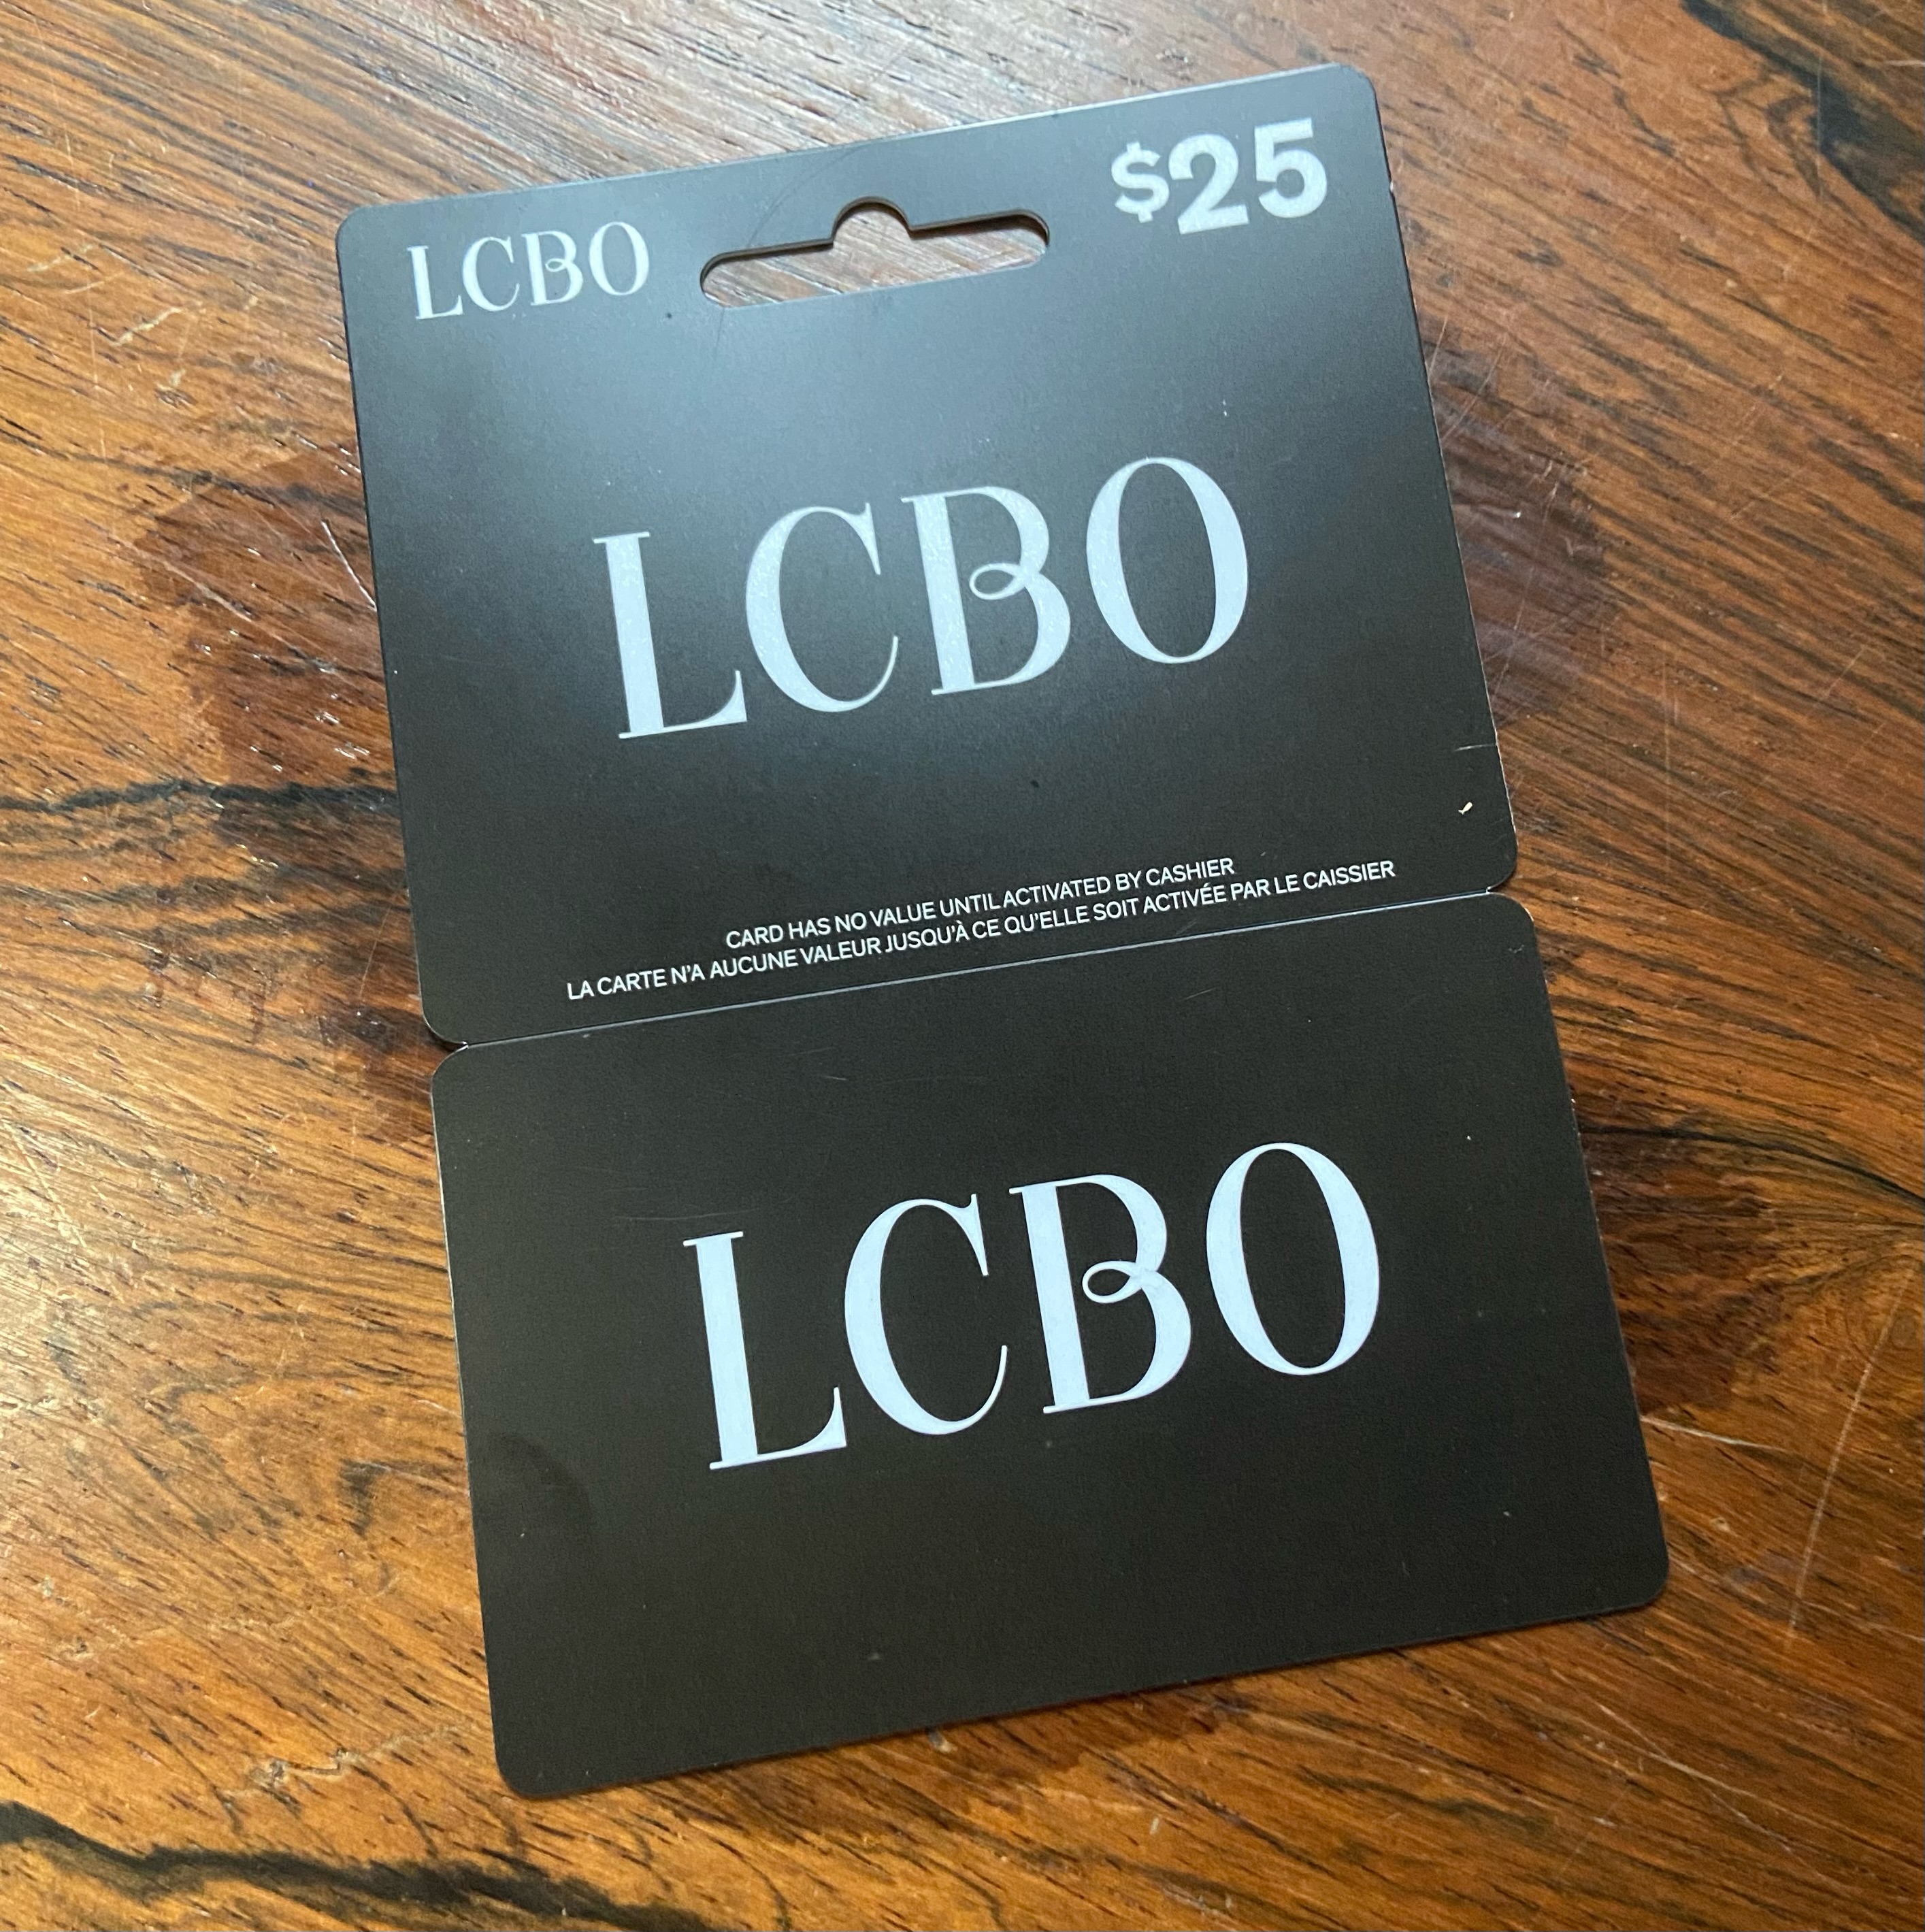 LCBO
$25
LCBO
CARD HAS NO VALUE UNTIL ACTIVATED BY CASHIER
LA CARTE N'A AUCUNE VALEUR JUSQU'À CE QU'ELLE SOIT ACTIVÉE PAR LE CAISSIER
LCBO